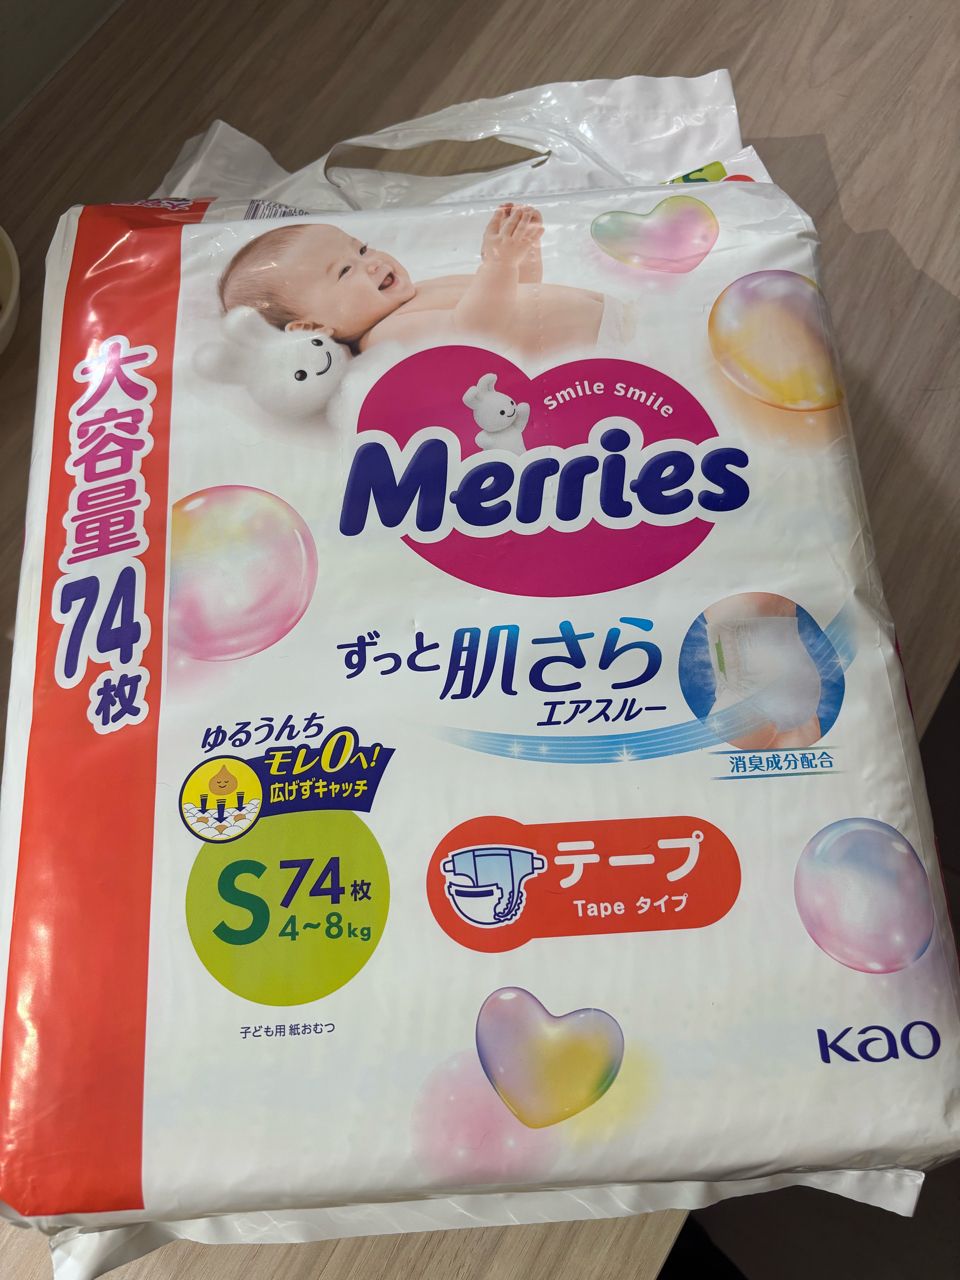 大容量
74
枚
smile smile
Merries
ずっと肌さら
エアスルー
消臭成分配合
ゆるうんち
モレ0へ!
広げずキャッチ
S 74枚
4~8kg
テープ
Tape タイプ
子ども用 紙おむつ
Kao